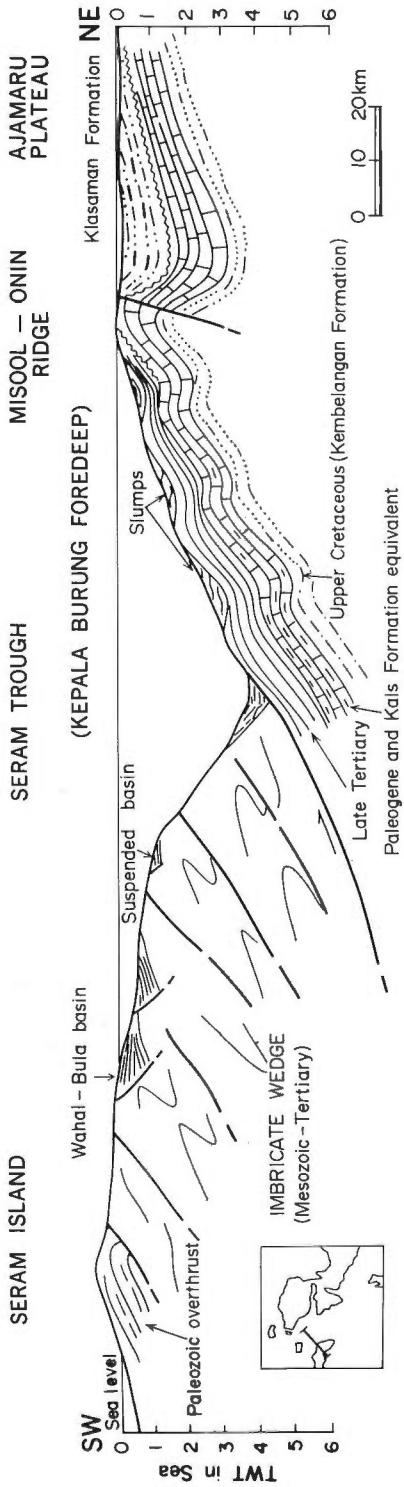 SERAM ISLAND
SERAM TROUGH
MISOOL – ONIN
RIDGE
AJAMARU
PLATEAU
(KEPALA BURUNG FOREDEEP)
SW
NE
Sea level
0
1
2
3
4
5
6
TWT in Sea
Wahal – Bula basin
Suspended basin
Slumps
Klasaman Formation
0
1
2
3
4
5
6
Paleozoic overthrust
IMBRICATE WEDGE
(Mesozoic-Tertiary)
Late Tertiary
Paleogene and Kals Formation equivalent
Upper Cretaceous (Kembelangan Formation)
0 10 20km